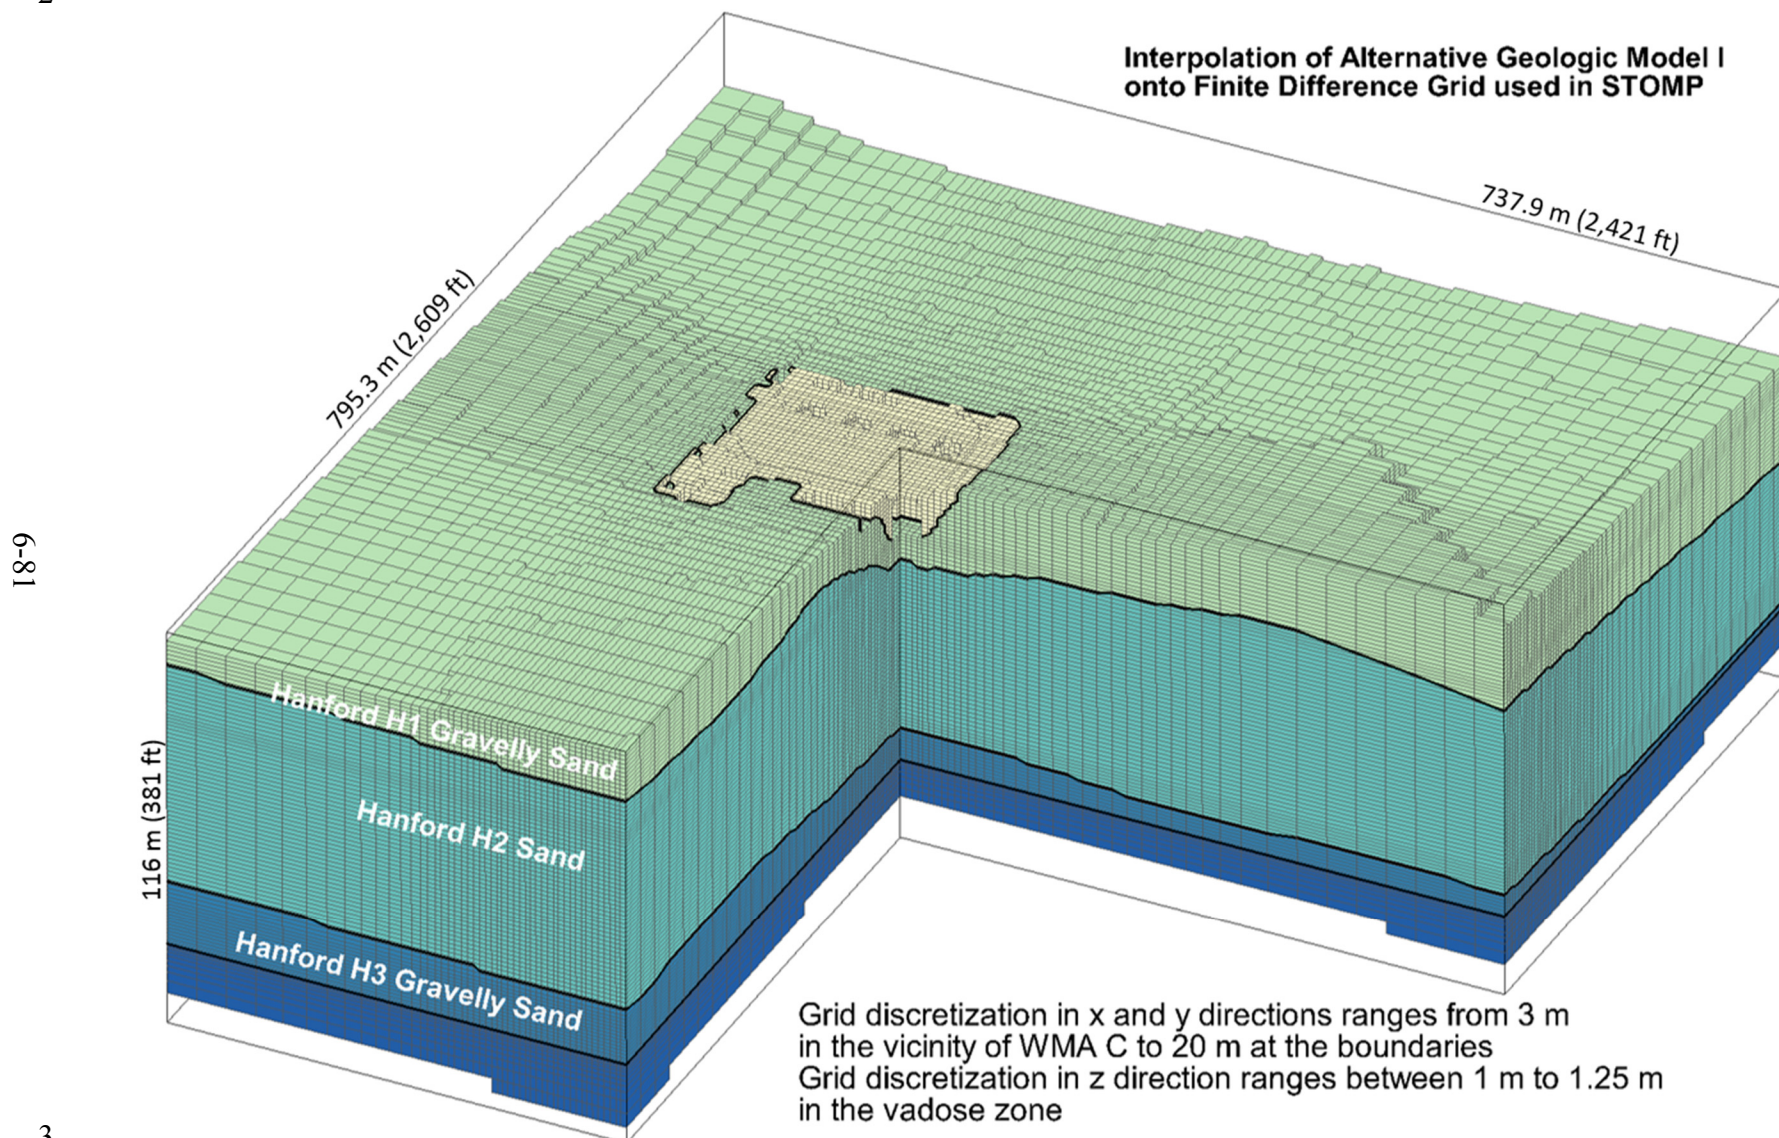 Interpolation of Alternative Geologic Model I
onto Finite Difference Grid used in STOMP
737.9 m (2,421 ft)
795.3 m (2,609 ft)
6-81
Hanford H1 Gravelly Sand
116 m (381 ft)
Hanford H2 Sand
Hanford H3 Gravelly Sand
Grid discretization in x and y directions ranges from 3 m
in the vicinity of WMA C to 20 m at the boundaries
Grid discretization in z direction ranges between 1 m to 1.25 m
in the vadose zone